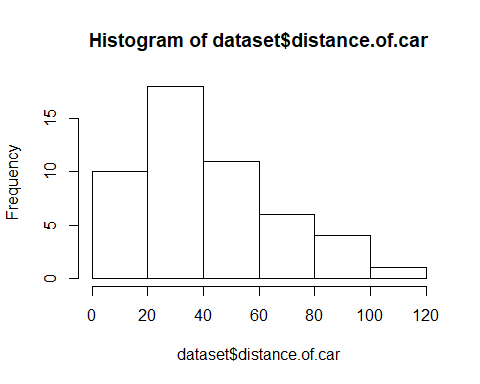 Histogram of dataset$distance.of.car
Frequency
15
10
5
0
0 20 40 60 80 100 120
dataset$distance.of.car